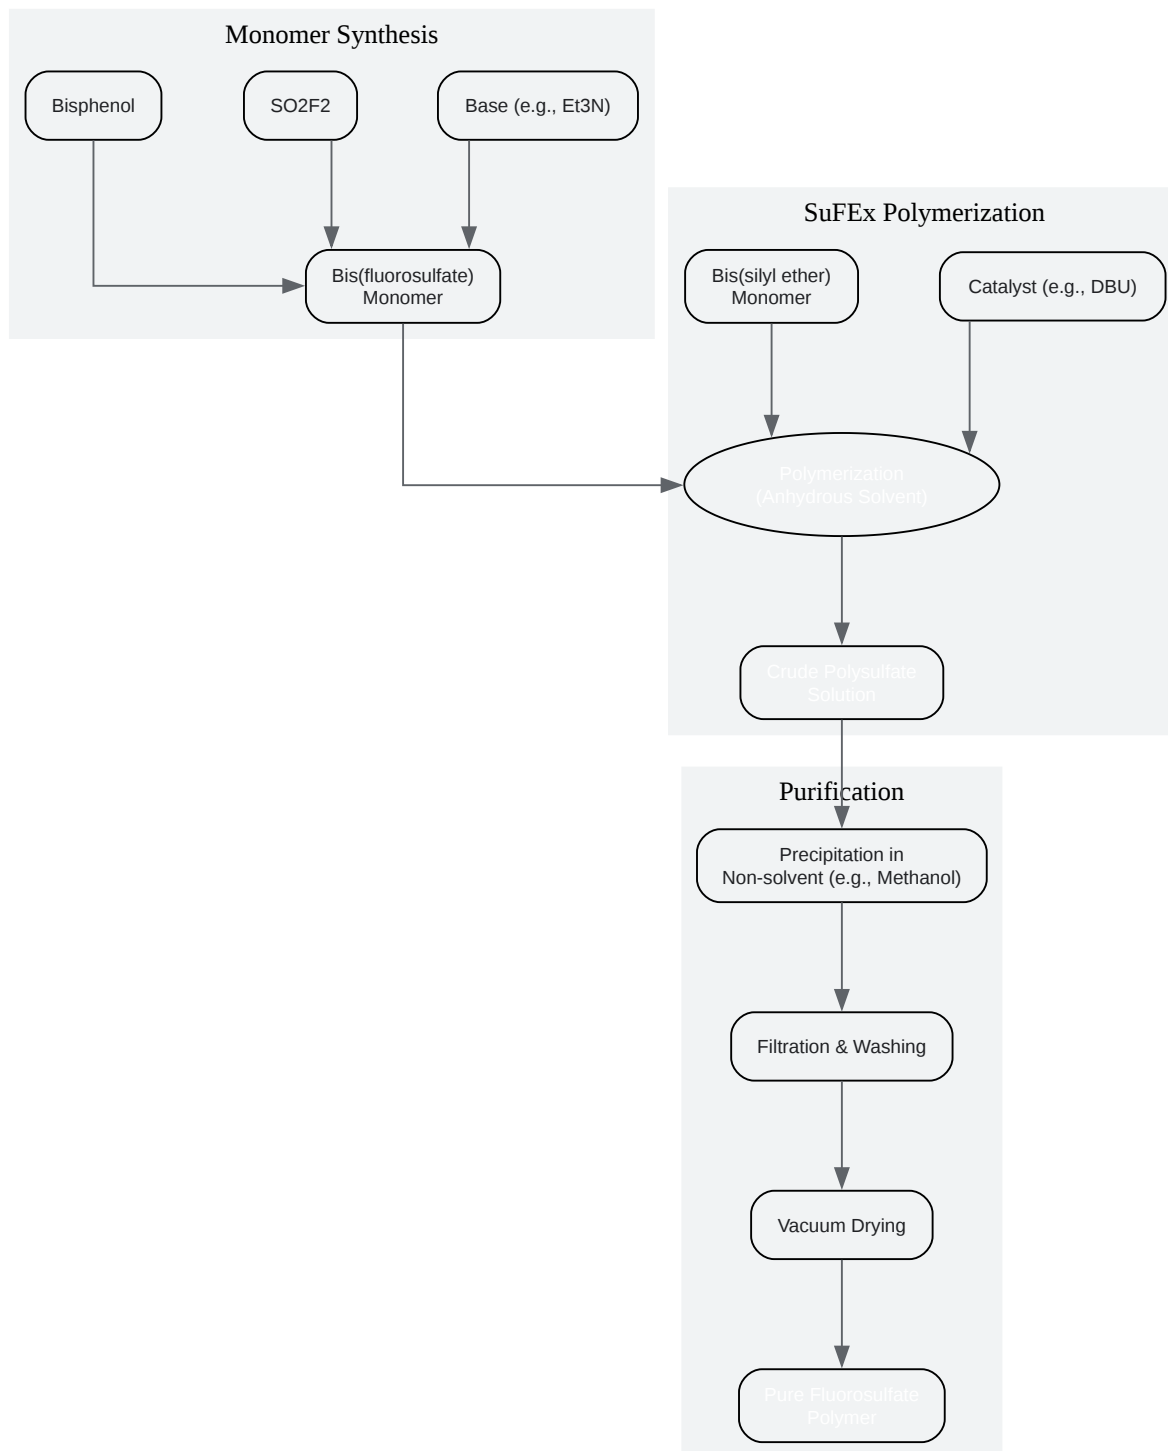 Monomer Synthesis
Bisphenol
SO2F2
Base (e.g., Et3N)
Bis(fluorosulfate)
Monomer
SuFEx Polymerization
Bis(silyl ether)
Monomer
Catalyst (e.g., DBU)
Polymerization
(Anhydrous Solvent)
Crude Polysulfate
Solution
Purification
Precipitation in
Non-solvent (e.g., Methanol)
Filtration & Washing
Vacuum Drying
Pure Fluorosulfate
Polymer